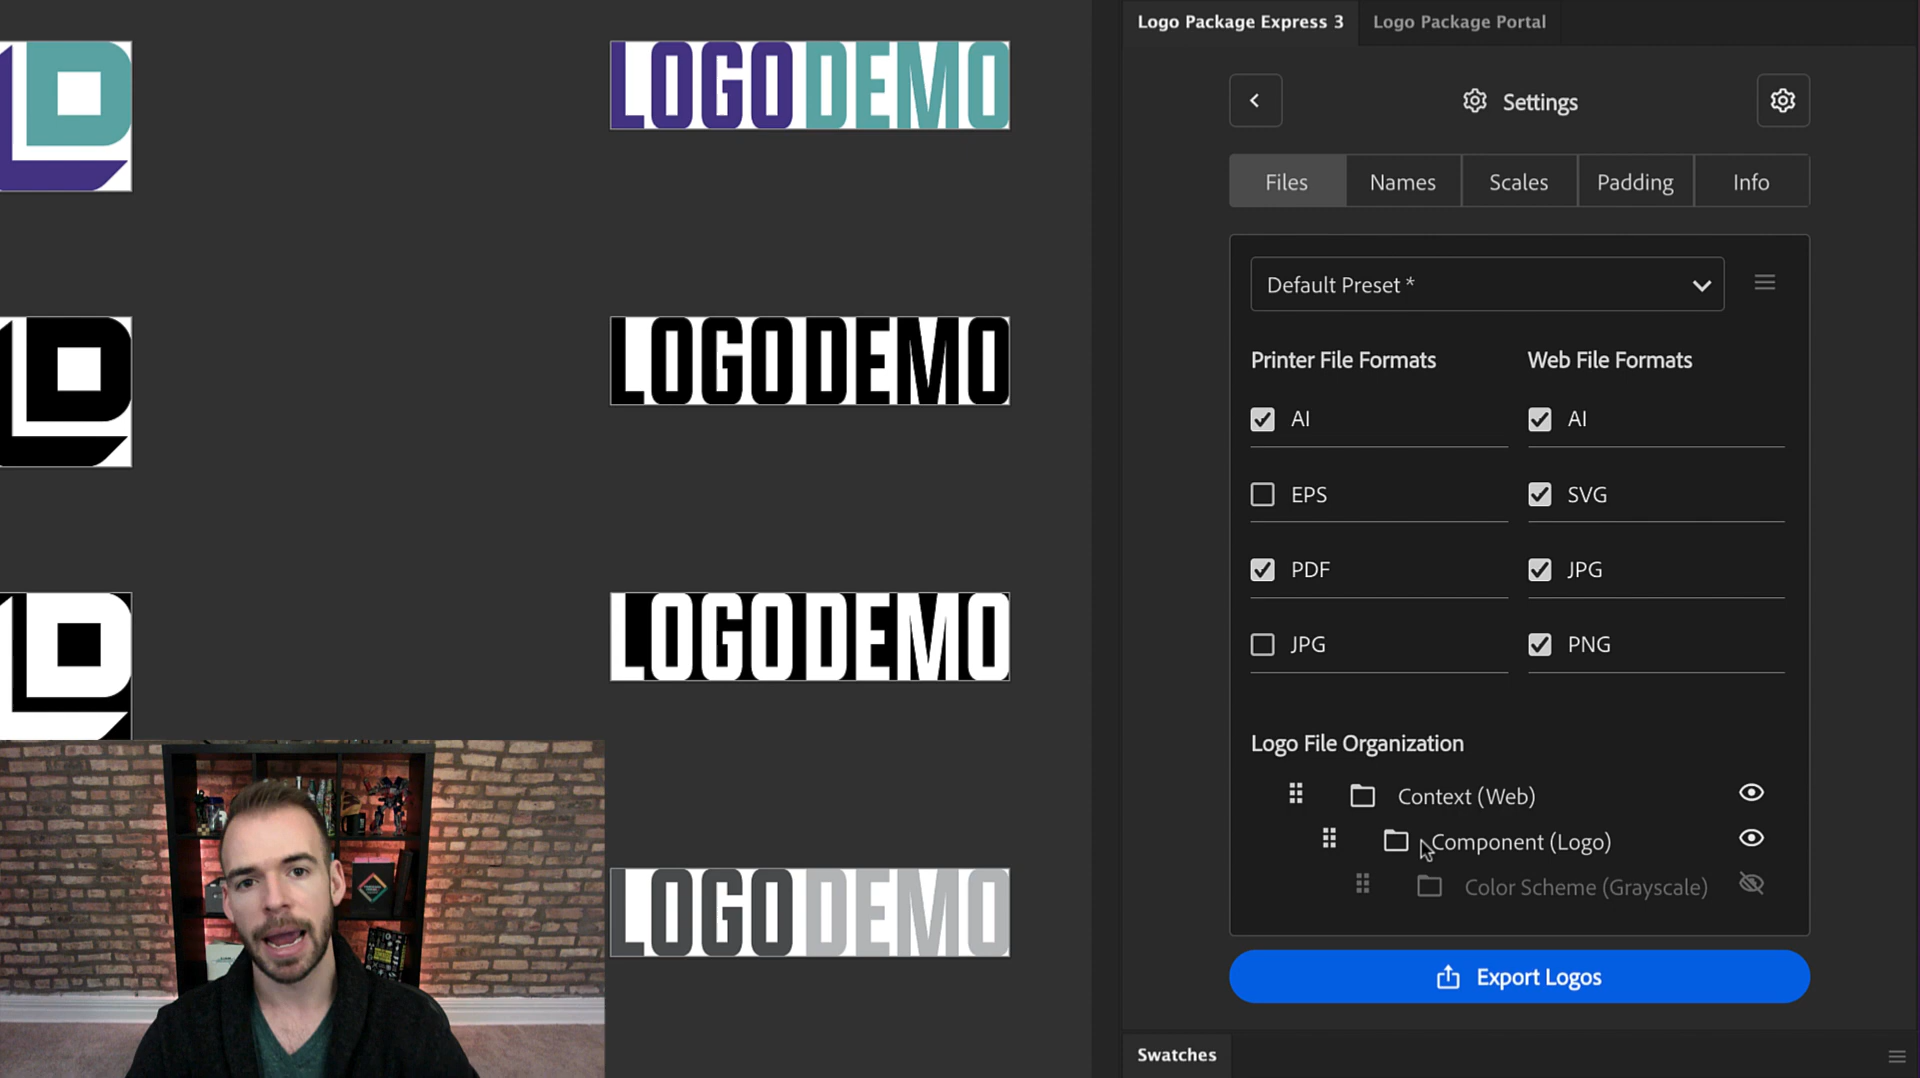 Logo Package Express 3
Logo Package Portal
Settings
Files
Names
Scales
Padding
Info
Default Preset *
Printer File Formats
Web File Formats
AI
AI
EPS
SVG
PDF
JPG
JPG
PNG
Logo File Organization
Context (Web)
Component (Logo)
Color Scheme (Grayscale)
Export Logos
Swatches
LOGODEMO
LOGODEMO
LOGODEMO
LOGODEMO